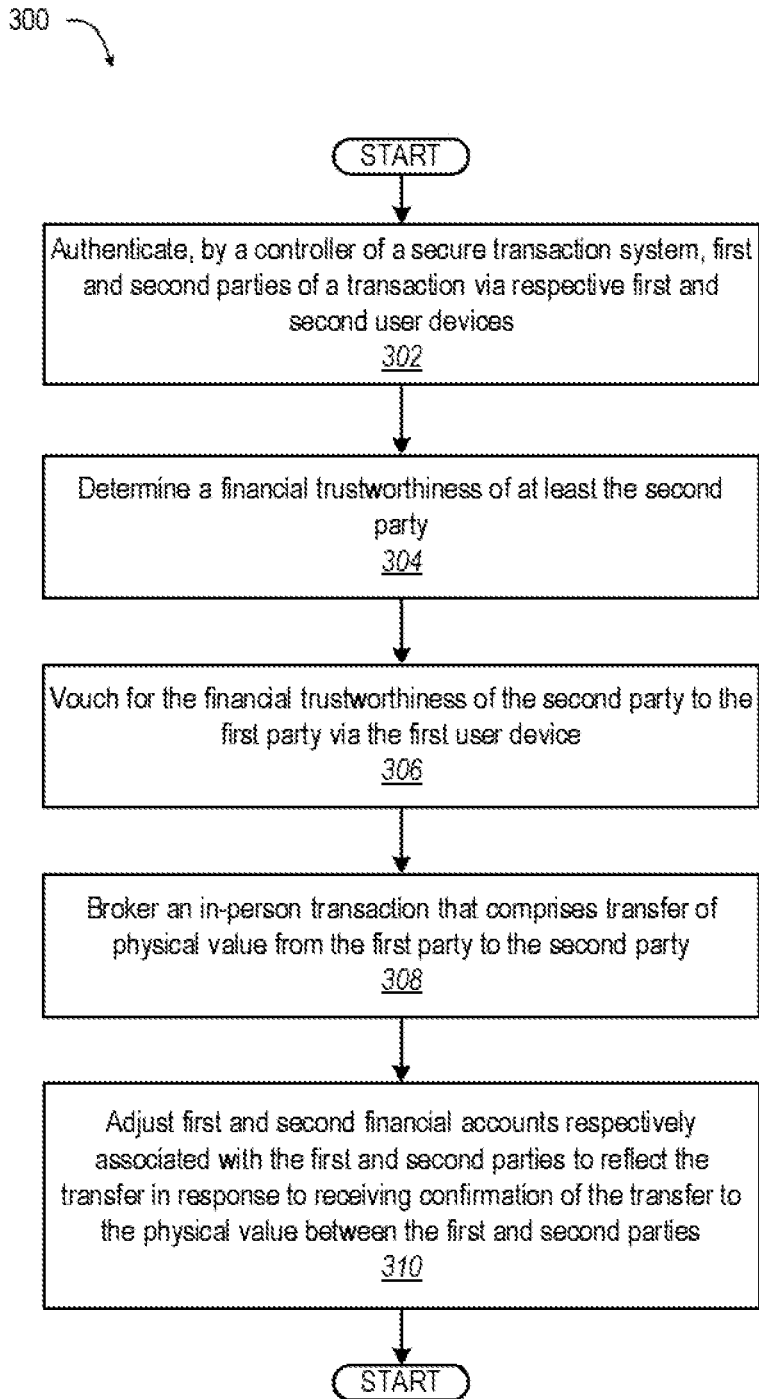 300
START
Authenticate, by a controller of a secure transaction system, first
and second parties of a transaction via respective first and
second user devices
302
Determine a financial trustworthiness of at least the second
party
304
Vouch for the financial trustworthiness of the second party to the
first party via the first user device
306
Broker an in-person transaction that comprises transfer of
physical value from the first party to the second party
308
Adjust first and second financial accounts respectively
associated with the first and second parties to reflect the
transfer in response to receiving confirmation of the transfer to
the physical value between the first and second parties
310
START